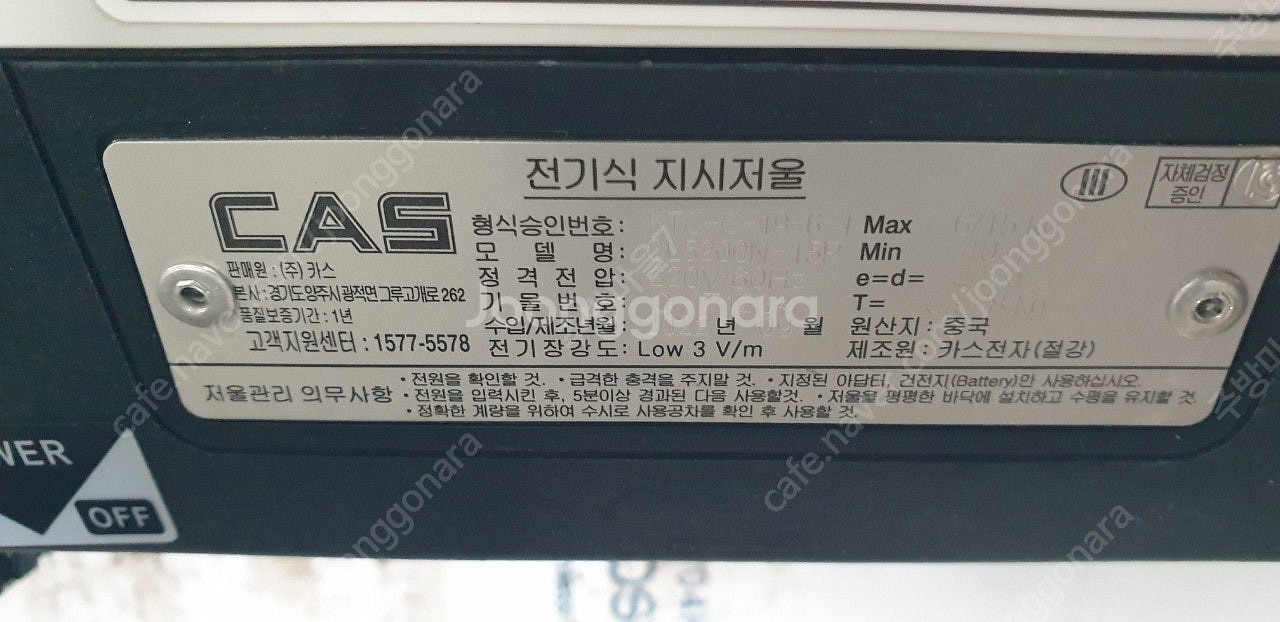 전기식 지시저울
CAS
III
자체검정
증인
판매원 : (주) 카스
본사 : 경기도 양주시 광적면 그루고개로 262
품질보증기간 : 1년
고객지원센터 : 1577-5578
형식승인번호 :
모 델 명 :
정 격 전 압 : 220V/60Hz
기 물 번 호 :
수입/제조년월 : 년 월
전기장강도 : Low 3 V/m
Max 6/15
Min
e=d=
T=
원산지 : 중국
제조원 : 카스전자(절강)
저울관리 의무사항
• 전원을 확인할 것. • 급격한 충격을 주지말 것. • 지정된 아답터, 건전지(Battery)만 사용하십시오.
• 전원을 입력시킨 후, 5분이상 경과된 다음 사용할것. • 저울을 평평한 바닥에 설치하고 수평을 유지할 것.
• 정확한 계량을 위하여 수시로 사용공차를 확인 후 사용할 것.
OFF
Joonggonara
cafe.naver.com/joonggonara